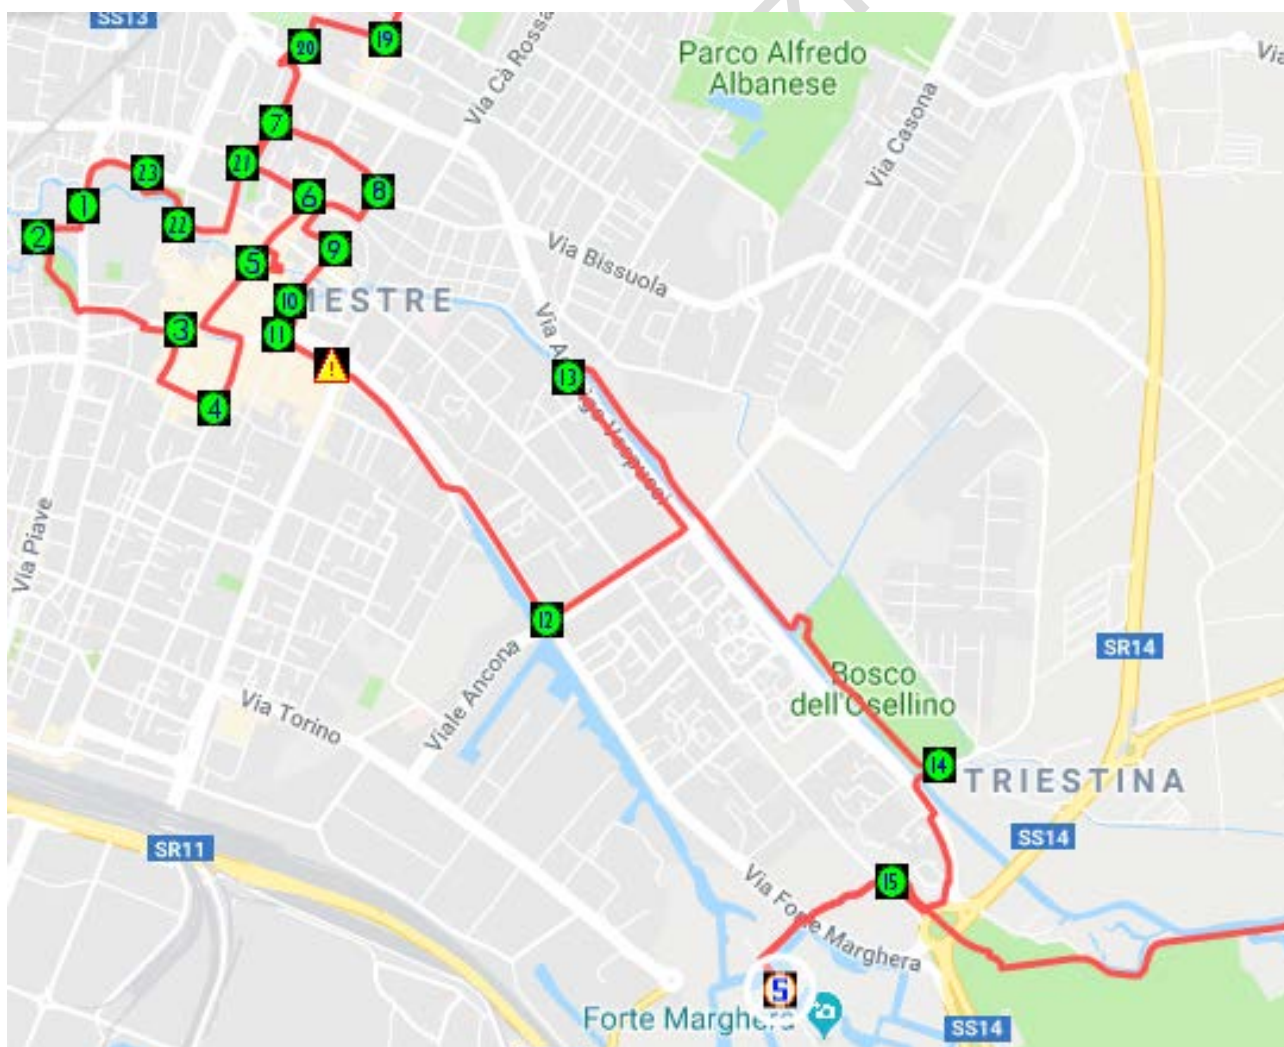 SS13
20
19
Parco Alfredo
Albanese
Via Cà Rossa
Via
7
Via Casona
21
23
6
8
1
22
2
9
5
Via Bissuola
10
MESTRE
3
11
!
13
4
Via Piave
12
SR14
Bosco
dell'Osellino
Viale Ancona
Via Torino
14
TRIESTINA
SS14
SR11
15
Via Forte Marghera
S
Forte Marghera
SS14